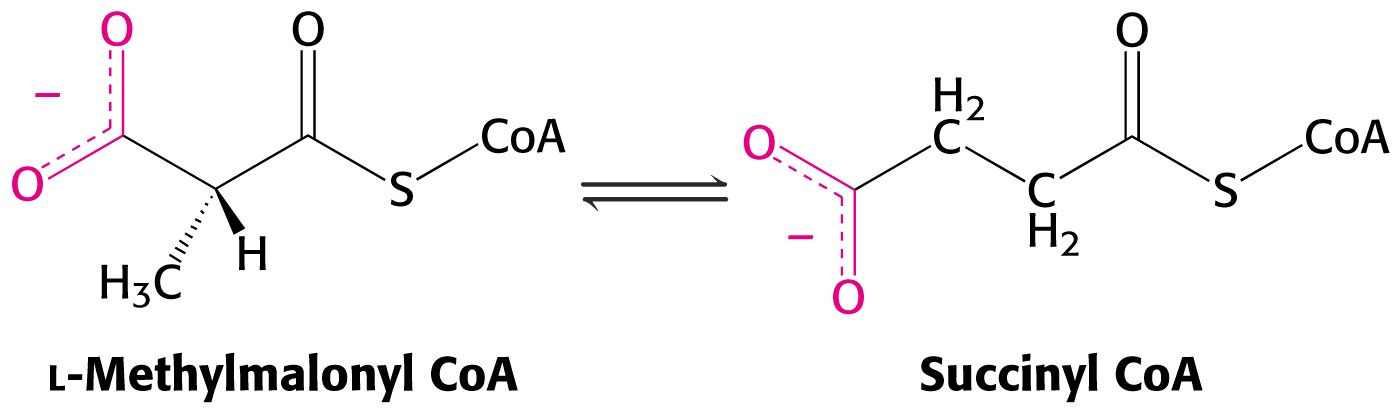 O O O
− H₂
O CoA O C CoA
S C S
H − H₂
H₃C O
L-Methylmalonyl CoA Succinyl CoA